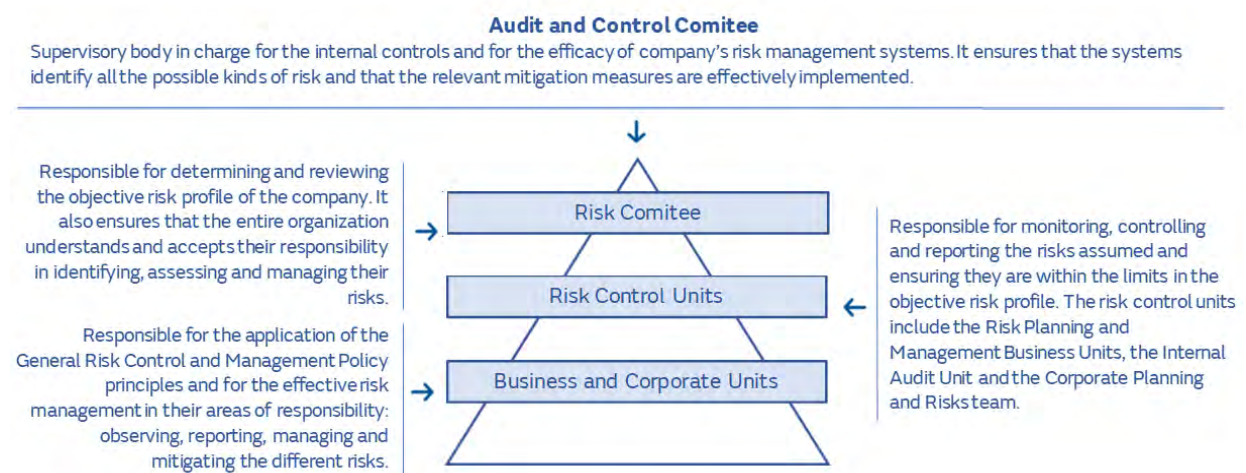 Audit and Control Comitee
Supervisory body in charge for the internal controls and for the efficacy of company's risk management systems. It ensures that the systems
identify all the possible kinds of risk and that the relevant mitigation measures are effectively implemented.
Responsible for determining and reviewing
the objective risk profile of the company. It
also ensures that the entire organization
understands and accepts their responsibility
in identifying, assessing and managing their
risks.
Risk Comitee
Risk Control Units
Responsible for monitoring, controlling
and reporting the risks assumed and
ensuring they are within the limits in the
objective risk profile. The risk control units
include the Risk Planning and
Management Business Units, the Internal
Audit Unit and the Corporate Planning
and Risks team.
Responsible for the application of the
General Risk Control and Management Policy
principles and for the effective risk
management in their areas of responsibility:
observing, reporting, managing and
mitigating the different risks.
Business and Corporate Units